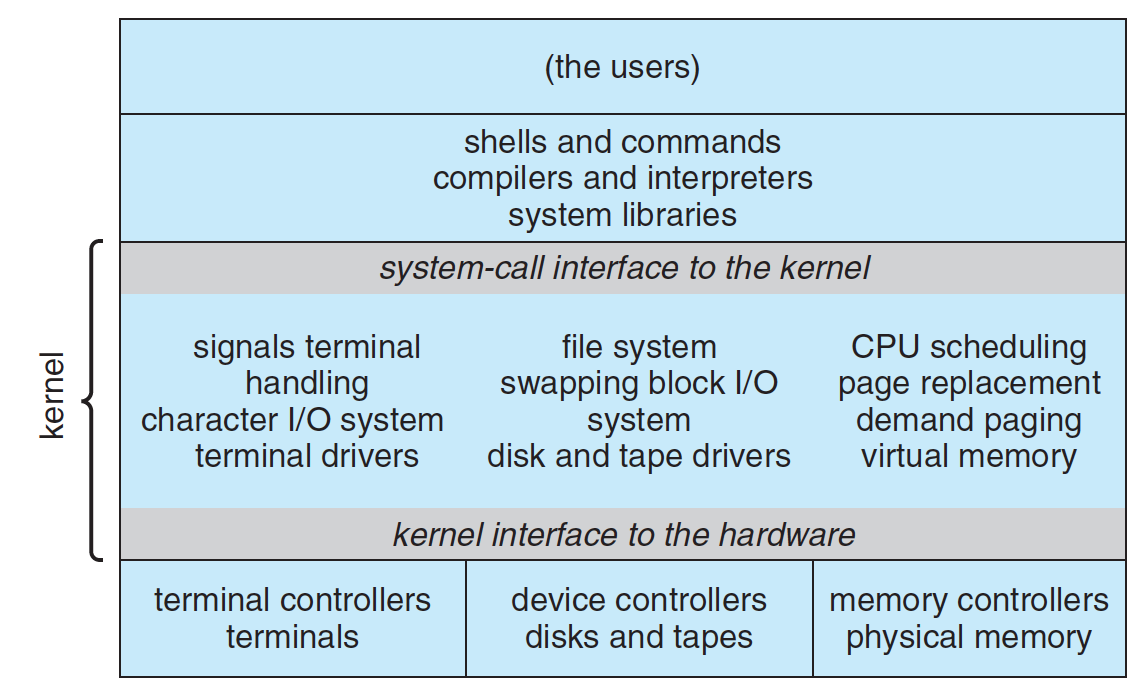 (the users)
shells and commands
compilers and interpreters
system libraries
kernel
system-call interface to the kernel
signals terminal
handling
character I/O system
terminal drivers
file system
swapping block I/O
system
disk and tape drivers
CPU scheduling
page replacement
demand paging
virtual memory
kernel interface to the hardware
terminal controllers
terminals
device controllers
disks and tapes
memory controllers
physical memory